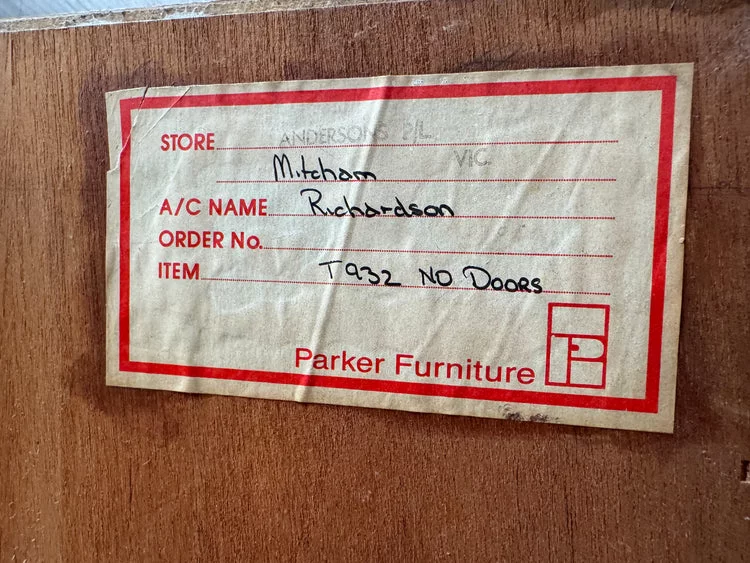 STORE ANDERSONS P/L
VIC.
Mitcham
A/C NAME Richardson
ORDER No.
ITEM T932 NO DOORS
Parker Furniture